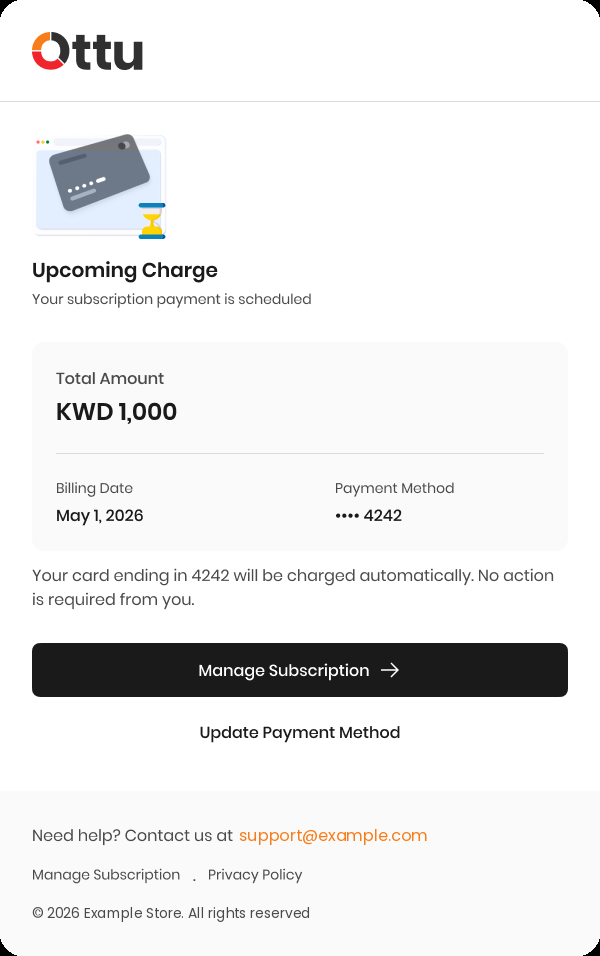 Ottu
Upcoming Charge
Your subscription payment is scheduled
Total Amount
KWD 1,000
Billing Date
Payment Method
May 1, 2026
•••• 4242
Your card ending in 4242 will be charged automatically. No action
is required from you.
Manage Subscription →
Update Payment Method
Need help? Contact us at support@example.com
Manage Subscription . Privacy Policy
© 2026 Example Store. All rights reserved